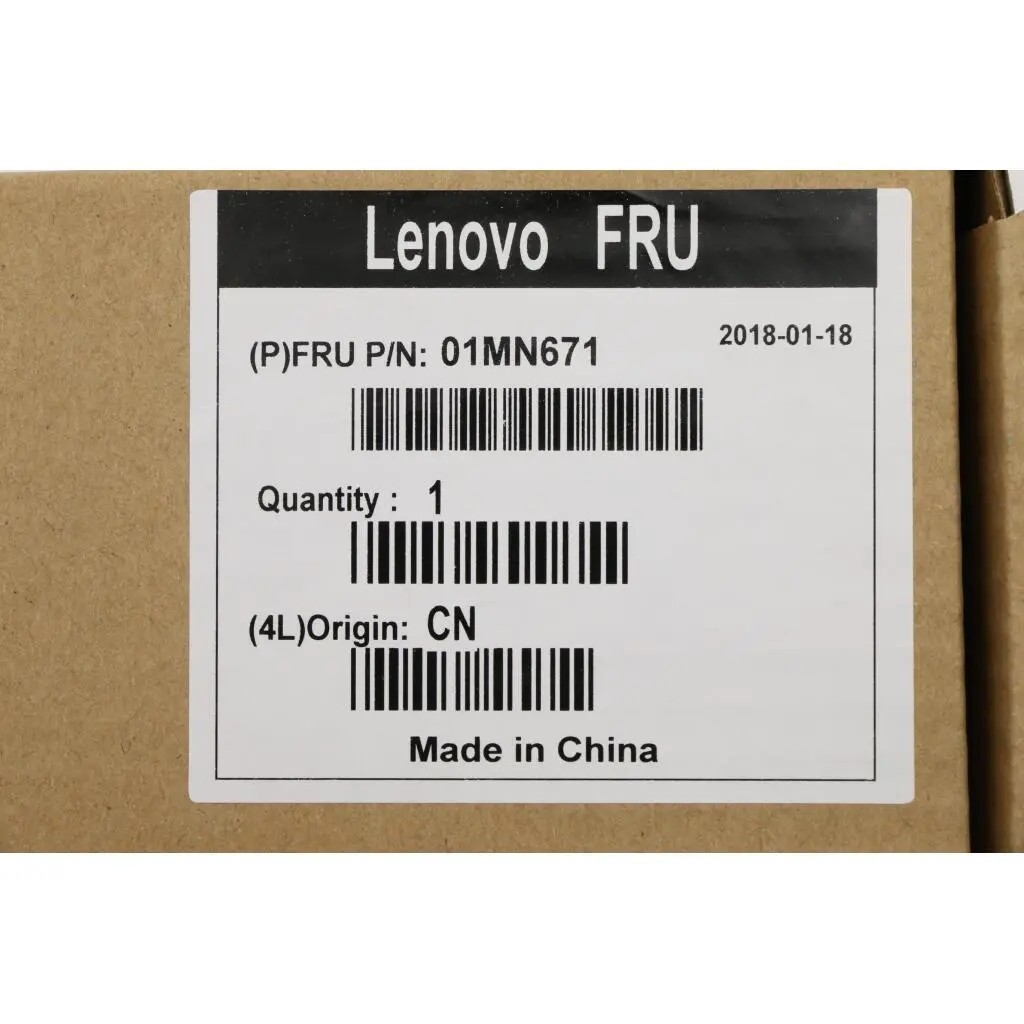 Lenovo FRU
2018-01-18
(P)FRU P/N: 01MN671
Quantity : 1
(4L)Origin: CN
Made in China